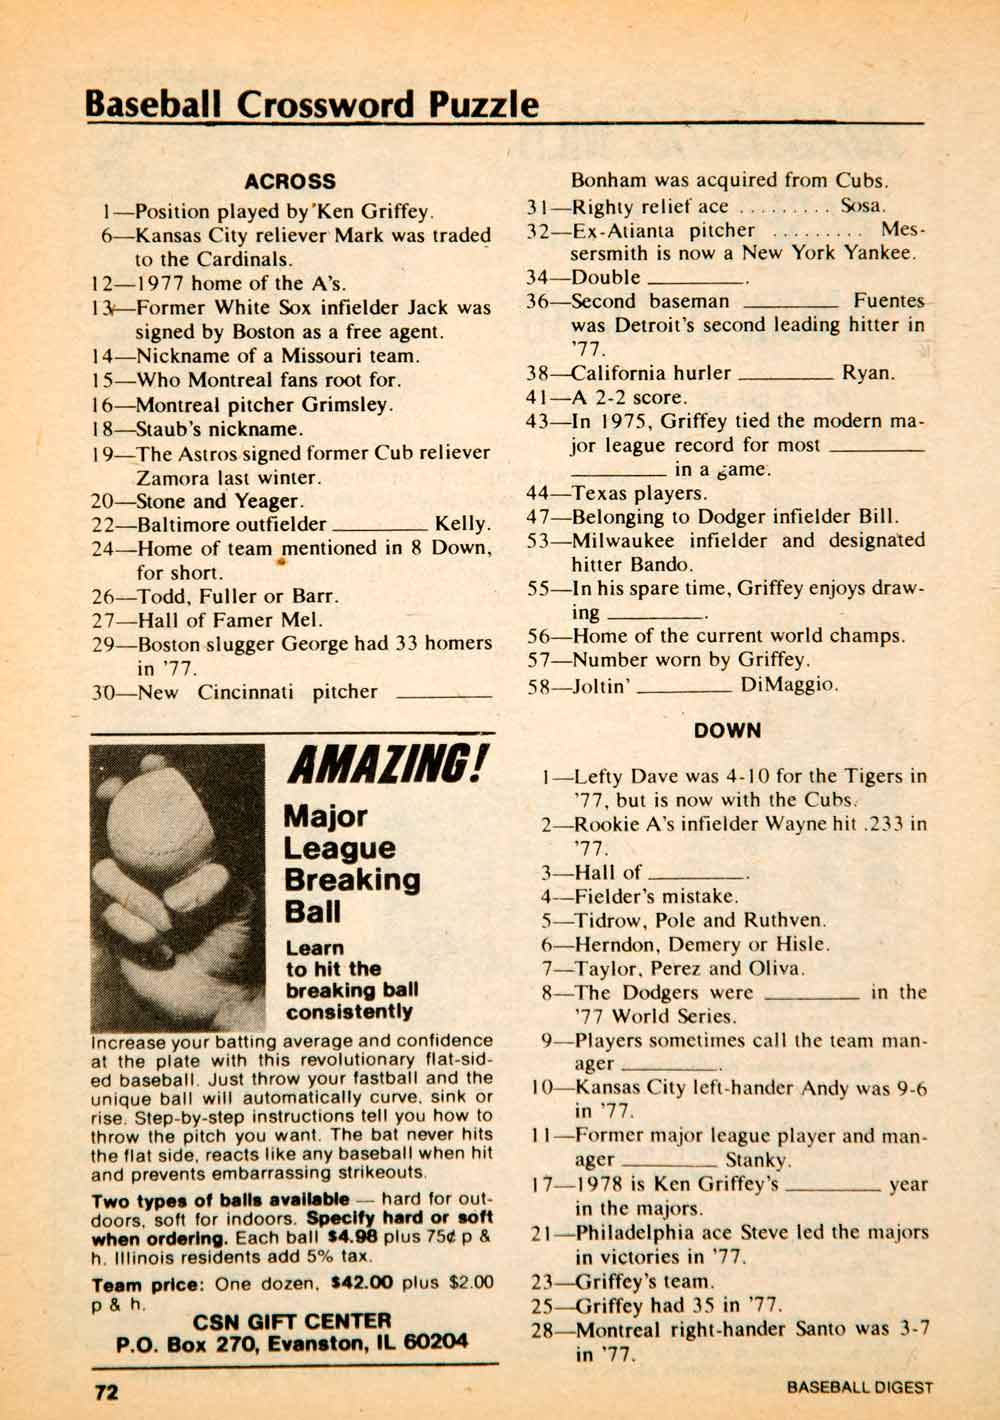 Baseball Crossword Puzzle
ACROSS
1—Position played by Ken Griffey.
6—Kansas City reliever Mark was traded
to the Cardinals.
12—1977 home of the A's.
13—Former White Sox infielder Jack was
signed by Boston as a free agent.
14—Nickname of a Missouri team.
15—Who Montreal fans root for.
16—Montreal pitcher Grimsley.
18—Staub's nickname.
19—The Astros signed former Cub reliever
Zamora last winter.
20—Stone and Yeager.
22—Baltimore outfielder ________ Kelly.
24—Home of team mentioned in 8 Down,
for short.
26—Todd, Fuller or Barr.
27—Hall of Famer Mel.
29—Boston slugger George had 33 homers
in '77.
30—New Cincinnati pitcher ________
Bonham was acquired from Cubs.
31—Righty relief ace ......... Sosa.
32—Ex-Atlanta pitcher ......... Mes-
sersmith is now a New York Yankee.
34—Double ________.
36—Second baseman ________ Fuentes
was Detroit's second leading hitter in
'77.
38—California hurler ________ Ryan.
41—A 2-2 score.
43—In 1975, Griffey tied the modern ma-
jor league record for most ________
________ in a game.
44—Texas players.
47—Belonging to Dodger infielder Bill.
53—Milwaukee infielder and designated
hitter Bando.
55—In his spare time, Griffey enjoys draw-
ing ________.
56—Home of the current world champs.
57—Number worn by Griffey.
58—Joltin' ________ DiMaggio.
DOWN
1—Lefty Dave was 4-10 for the Tigers in
'77, but is now with the Cubs.
2—Rookie A's infielder Wayne hit .233 in
'77.
3—Hall of ________.
4—Fielder's mistake.
5—Tidrow, Pole and Ruthven.
6—Herndon, Demery or Hisle.
7—Taylor, Perez and Oliva.
8—The Dodgers were ________ in the
'77 World Series.
9—Players sometimes call the team man-
ager ________.
10—Kansas City left-hander Andy was 9-6
in '77.
11—Former major league player and man-
ager ________ Stanky.
17—1978 is Ken Griffey's ________ year
in the majors.
21—Philadelphia ace Steve led the majors
in victories in '77.
23—Griffey's team.
25—Griffey had 35 in '77.
28—Montreal right-hander Santo was 3-7
in '77.
AMAZING!
Major
League
Breaking
Ball
Learn
to hit the
breaking ball
consistently
Increase your batting average and confidence
at the plate with this revolutionary flat-sid-
ed baseball. Just throw your fastball and the
unique ball will automatically curve, sink or
rise. Step-by-step instructions tell you how to
throw the pitch you want. The bat never hits
the flat side, reacts like any baseball when hit
and prevents embarrassing strikeouts.
Two types of balls available — hard for out-
doors, soft for indoors. Specify hard or soft
when ordering. Each ball $4.98 plus 75¢ p &
h. Illinois residents add 5% tax.
Team price: One dozen, $42.00 plus $2.00
p & h.
CSN GIFT CENTER
P.O. Box 270, Evanston, IL 60204
72
BASEBALL DIGEST